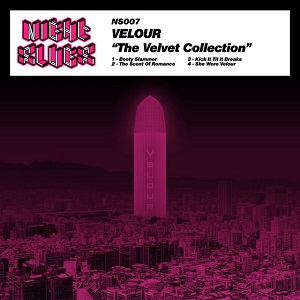 NIGHT
SLUGS
NS007
VELOUR
“The Velvet Collection”
1 - Booty Slammer
2 - The Scent Of Romance
3 - Kick It Til It Breaks
4 - She Wore Velour
VELOUR